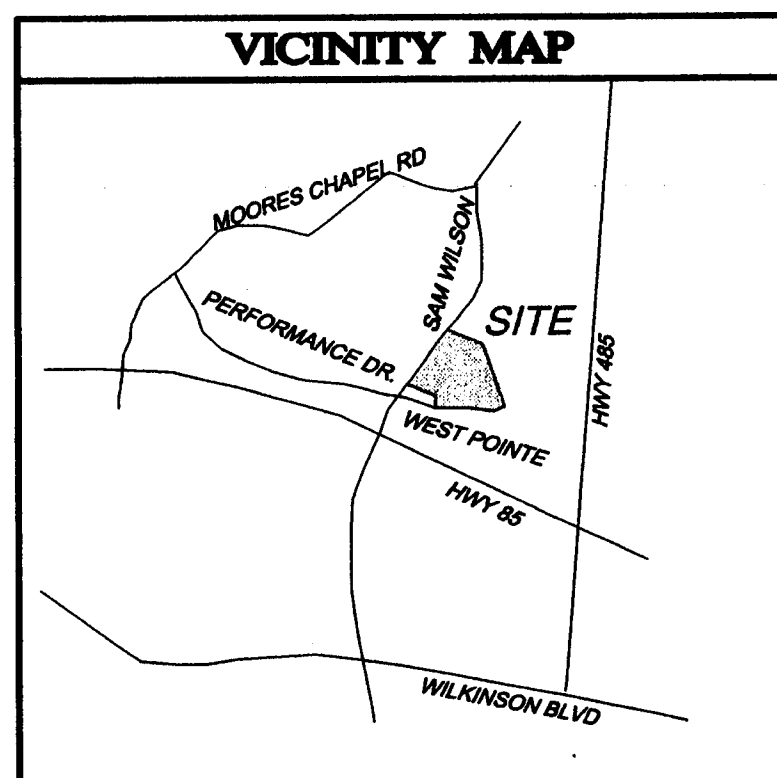 VICINITY MAP
MOORES CHAPEL RD
SAM WILSON
PERFORMANCE DR.
SITE
HWY 485
WEST POINTE
HWY 85
WILKINSON BLVD